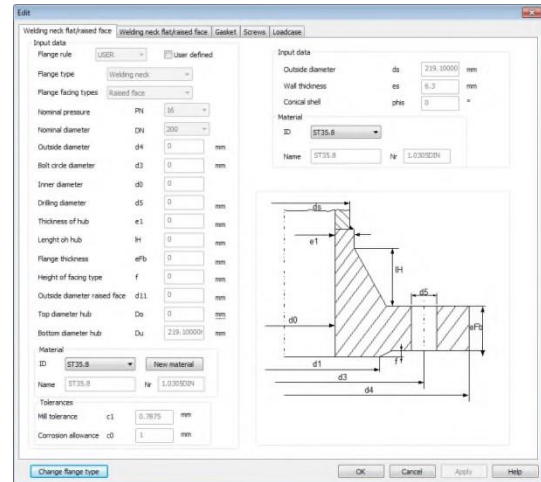 Edit
Welding neck flat/raised face Welding neck flat/raised face Gasket Screws Loadcase
Input data
Flange rule USER User defined
Flange type Welding neck
Flange facing types Raised face
Nominal pressure PN 16
Nominal diameter DN 200
Outside diameter d4 0 mm
Bolt circle diameter d3 0 mm
Inner diameter d0 0
Drilling diameter d5 0 mm
Thickness of hub e1 0 mm
Lenght oh hub lH 0 mm
Flange thickness eFb 0 mm
Height of facing type f 0 mm
Outside diameter raised face d11 0 mm
Top diameter hub Do 0 mm
Bottom diameter hub Du 219.10000 mm
Material
ID ST35.8 New material
Name ST35.8 Nr 1.0305DIN
Tolerances
Mill tolerance c1 0.7875 mm
Corrosion allowance c0 1 mm
Input data
Outside diameter ds 219.10000 mm
Wall thickness es 6.3 mm
Conical shell phis 0 °
Material
ID ST35.8
Name ST35.8 Nr 1.0305DIN
ds
e1
lH
d5
d0
eFb
f
d1
d3
d4
Change flange type OK Cancel Apply Help